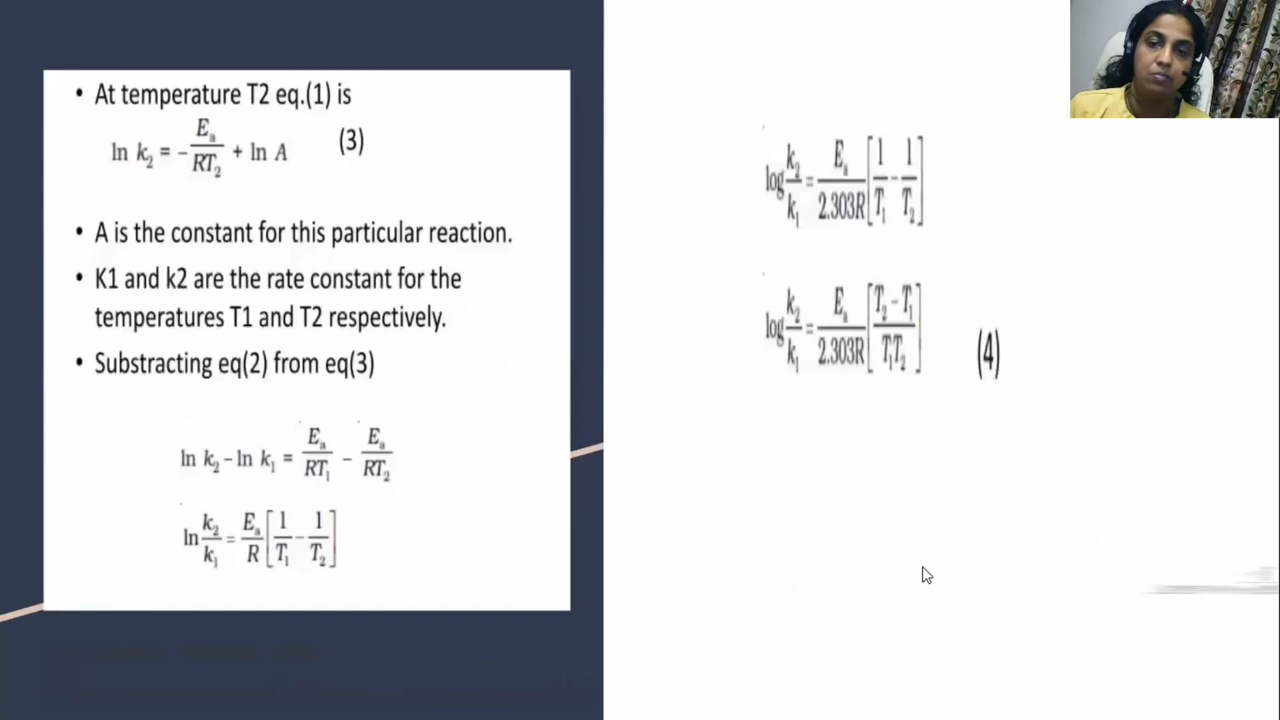 • At temperature T2 eq.(1) is
ln k₂ = - Eₐ/RT₂ + ln A (3)
• A is the constant for this particular reaction.
• K1 and k2 are the rate constant for the
temperatures T1 and T2 respectively.
• Substracting eq(2) from eq(3)
ln k₂ – ln k₁ = Eₐ/RT₁ – Eₐ/RT₂
ln k₂/k₁ = Eₐ/R [1/T₁ – 1/T₂]
log k₂/k₁ = Eₐ/2.303R [1/T₁ – 1/T₂]
log k₂/k₁ = Eₐ/2.303R [T₂ – T₁/T₁T₂] (4)